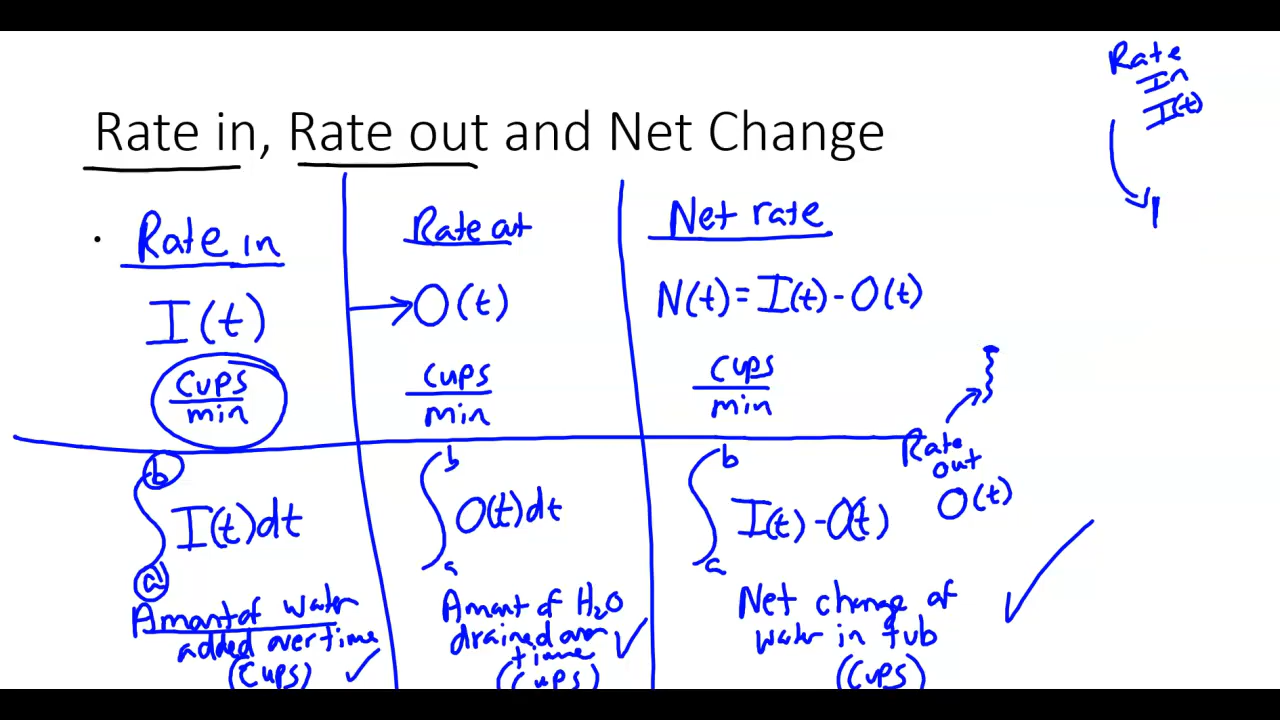 Rate in, Rate out and Net Change
Rate
In
I(t)
Rate in
I(t)
cups
min
∫ b a I(t)dt
Amount of water
added over time
(cups)
Rate out
O(t)
cups
min
∫ b a O(t)dt
Amount of H₂O
drained over
time
(cups)
Net rate
N(t) = I(t) - O(t)
cups
min
∫ b a I(t) - O(t)
Net change of
water in tub
(cups)
Rate
out
O(t)